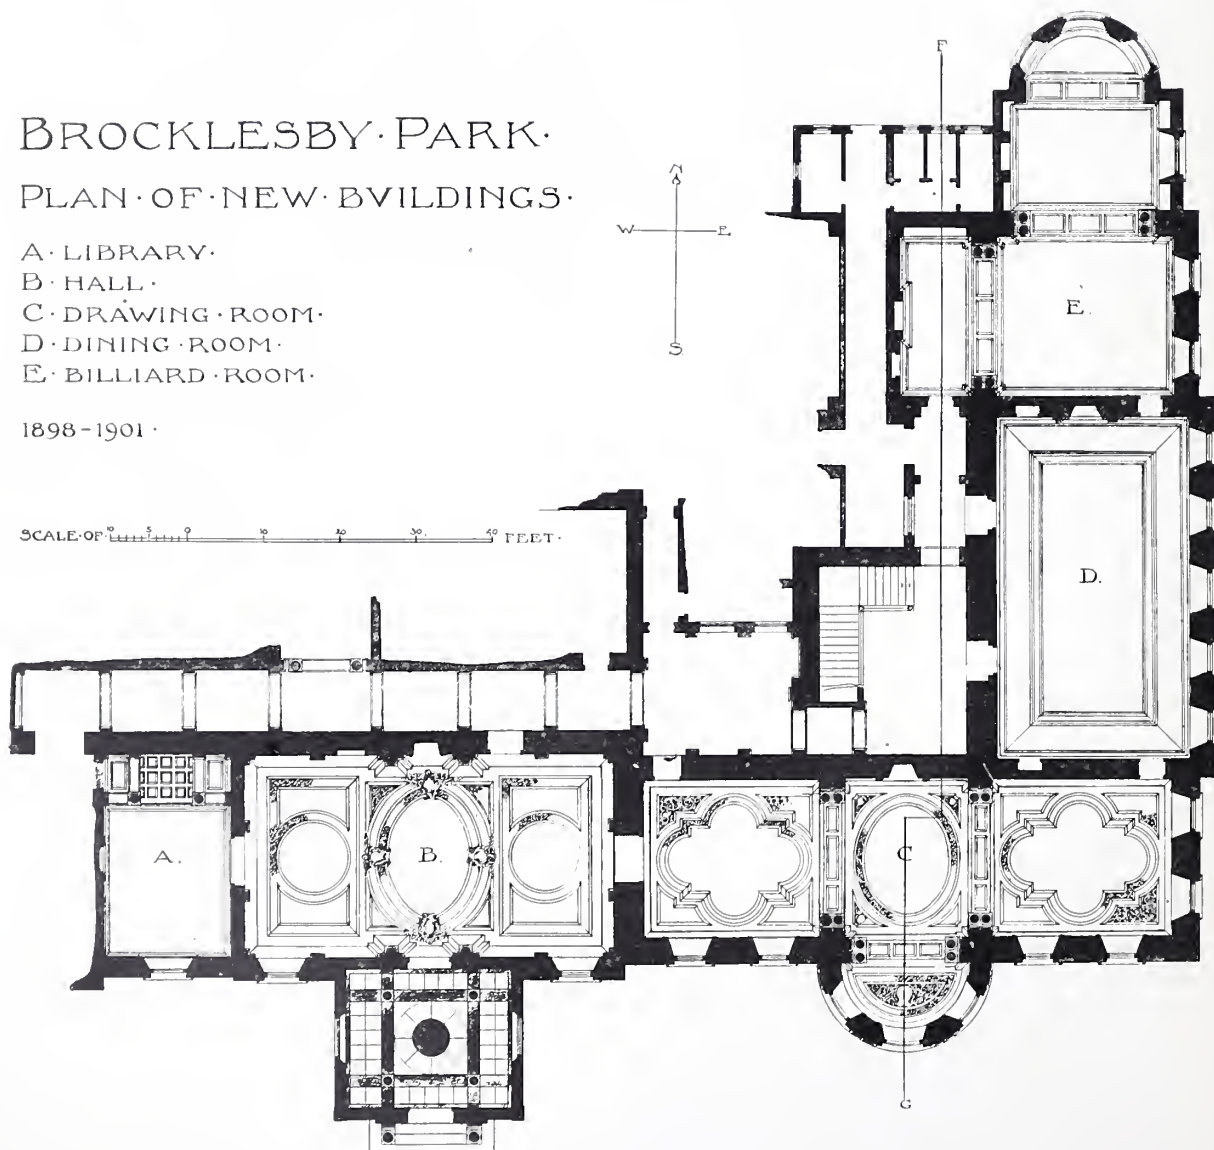 BROCKLESBY · PARK ·
PLAN · OF · NEW · BVILDINGS ·
A · LIBRARY ·
B · HALL ·
C · DRAWING · ROOM ·
D · DINING · ROOM ·
E · BILLIARD · ROOM ·
1898-1901 ·
SCALE · OF · 10 5 0 10 20 30 40 FEET ·
N
W E
S
F
E.
D.
A.
B.
C
G